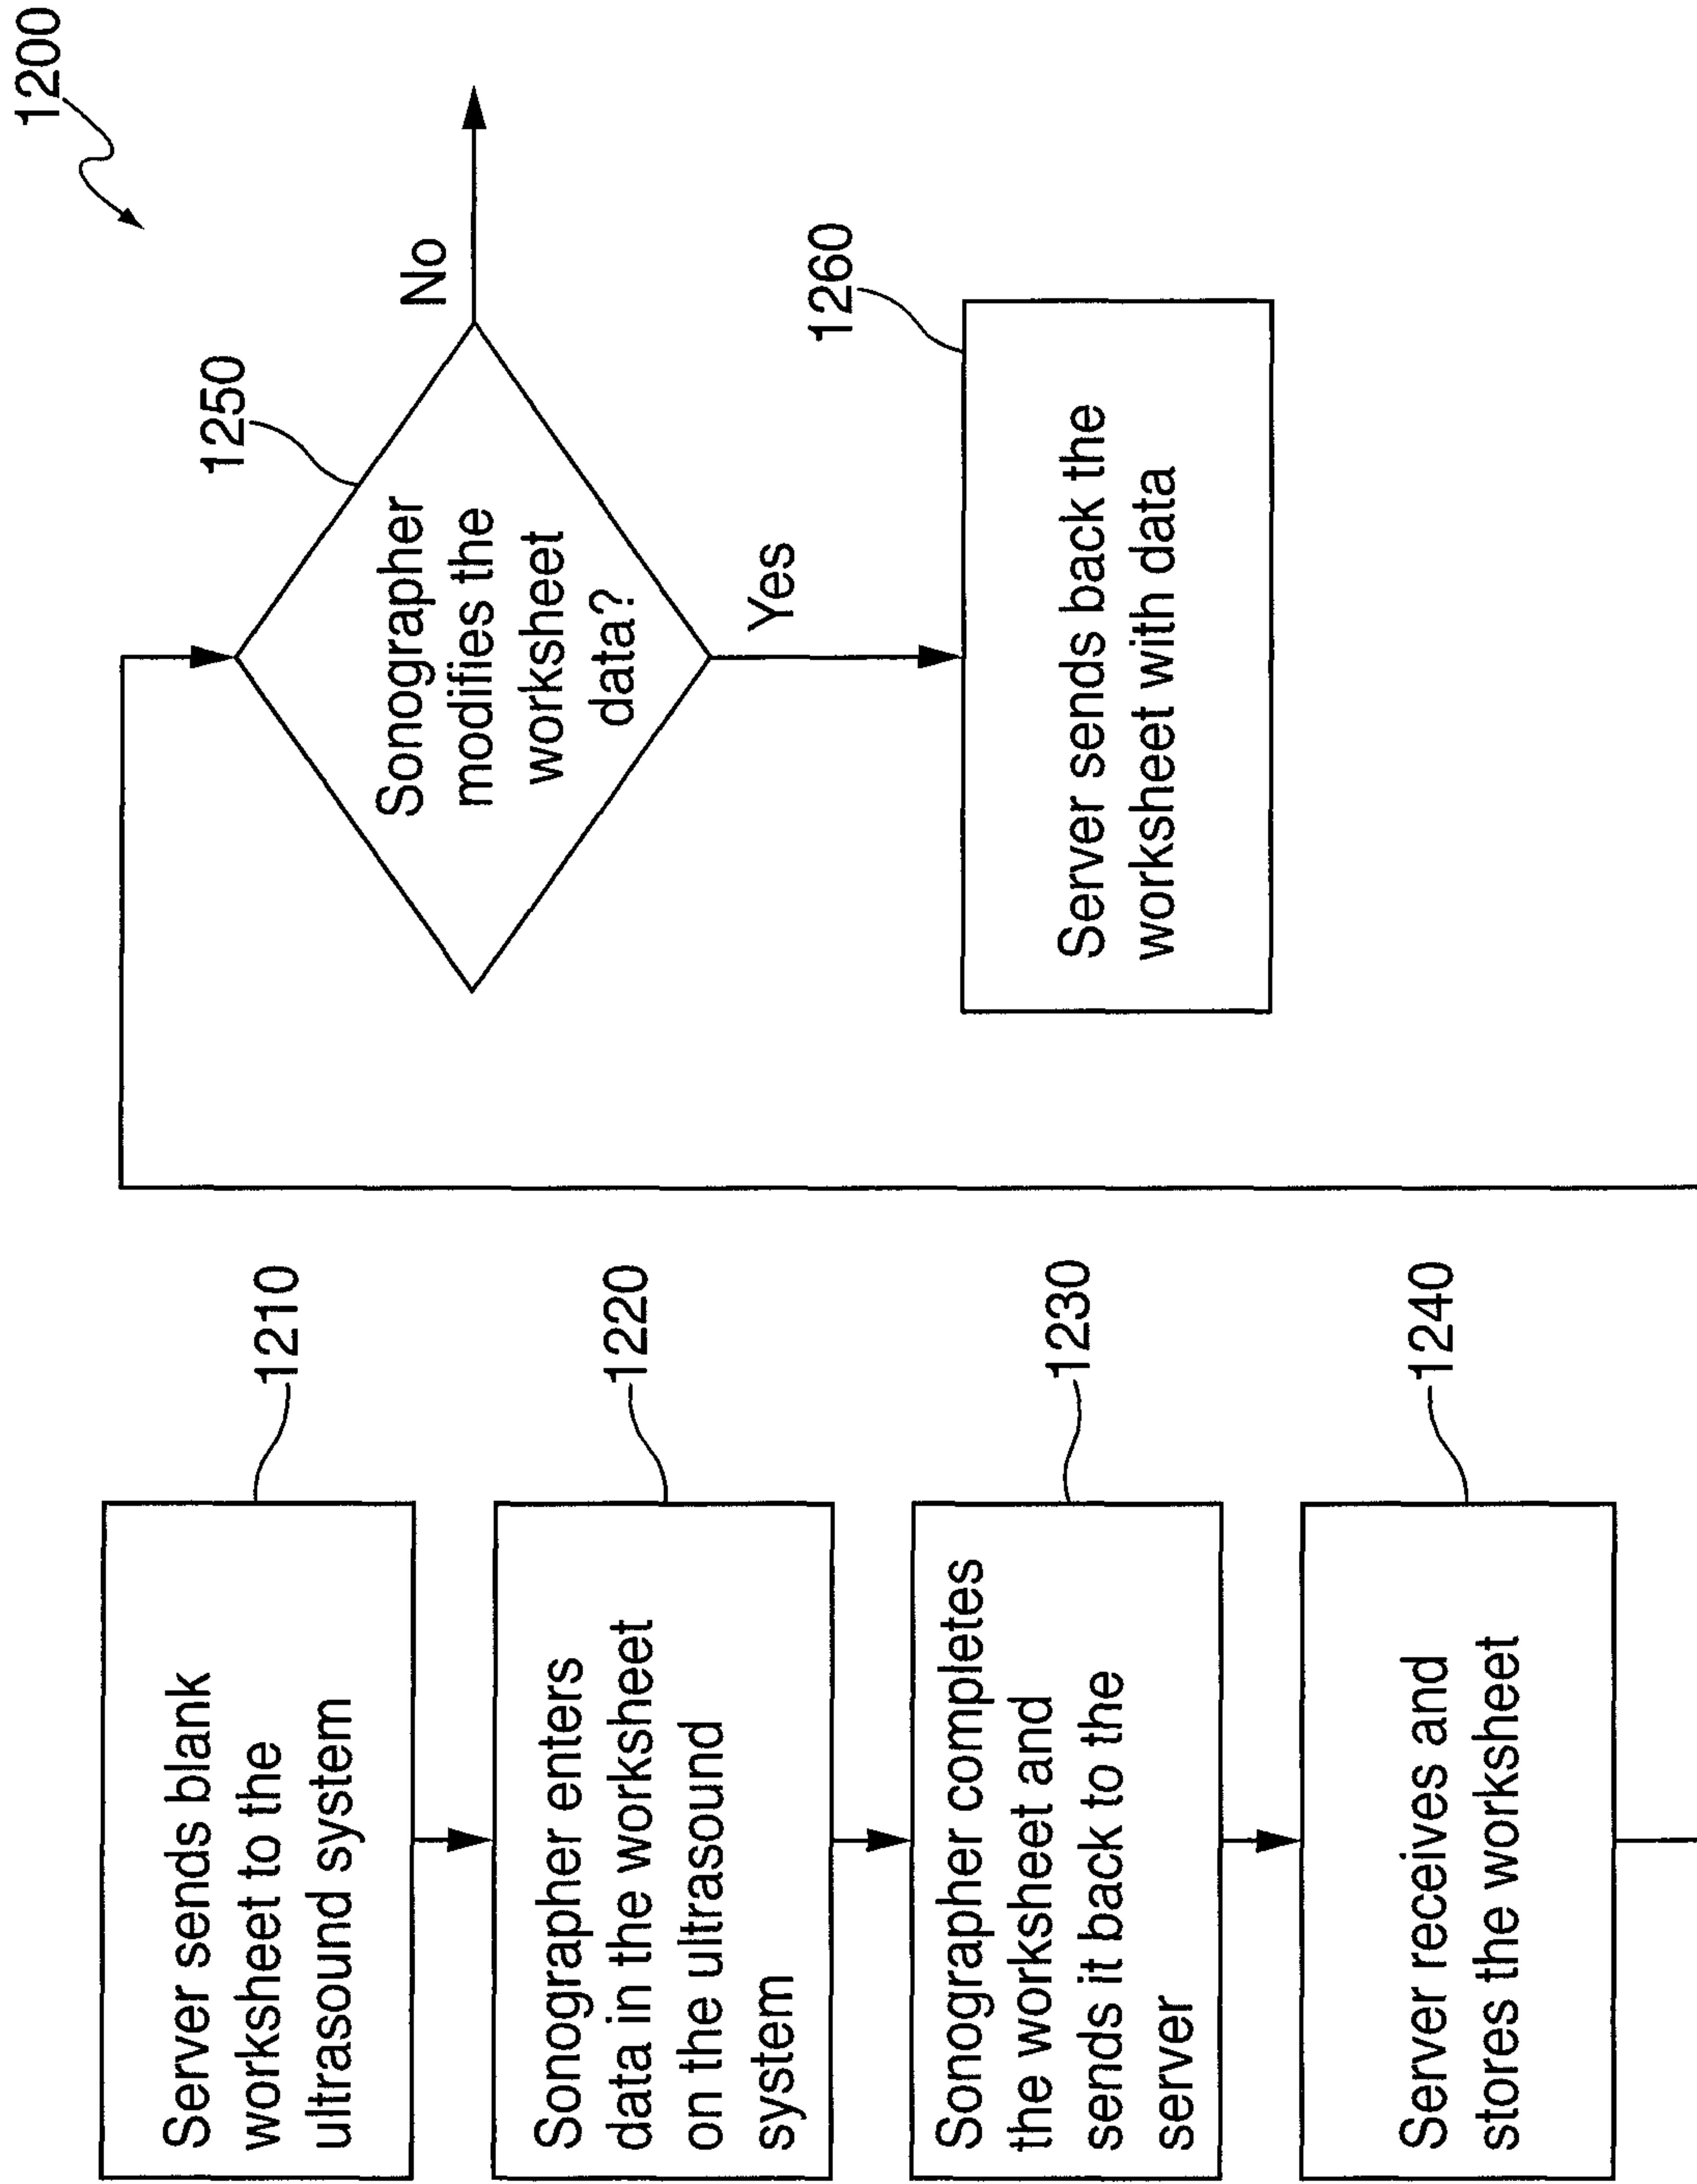 1200
Server sends blank
worksheet to the
ultrasound system
1210
Sonographer enters
data in the worksheet
on the ultrasound
system
1220
Sonographer completes
the worksheet and
sends it back to the
server
1230
Server receives and
stores the worksheet
1240
Sonographer
modifies the
worksheet
data?
1250
No
Yes
Server sends back the
worksheet with data
1260